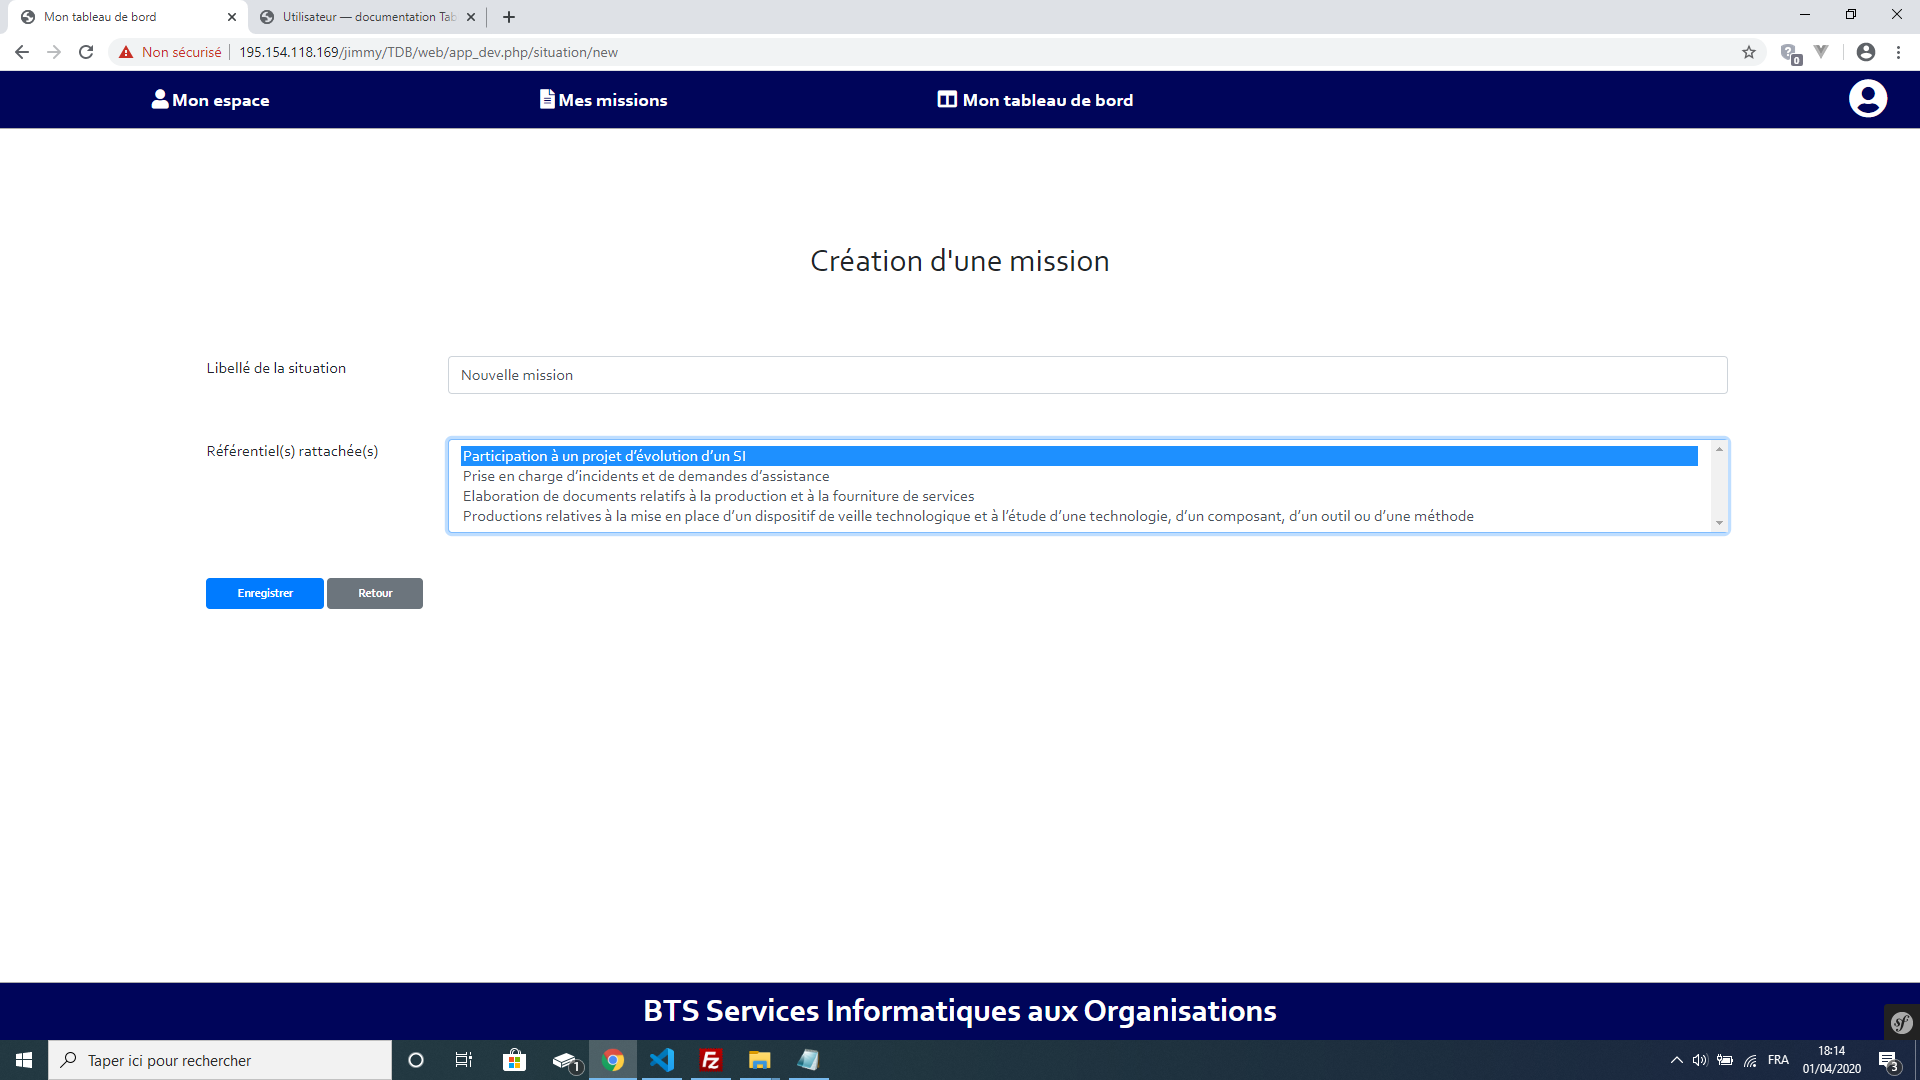 Mon tableau de bord
Utilisateur — documentation Tab
Non sécurisé
195.154.118.169/jimmy/TDB/web/app_dev.php/situation/new
0
Mon espace
Mes missions
Mon tableau de bord
Création d'une mission
Libellé de la situation
Nouvelle mission
Référentiel(s) rattachée(s)
Participation à un projet d’évolution d’un SI
Prise en charge d’incidents et de demandes d’assistance
Elaboration de documents relatifs à la production et à la fourniture de services
Productions relatives à la mise en place d’un dispositif de veille technologique et à l’étude d’une technologie, d’un composant, d’un outil ou d’une méthode
Enregistrer
Retour
BTS Services Informatiques aux Organisations
sf
Taper ici pour rechercher
1
Fz
FRA
18:14
01/04/2020
3